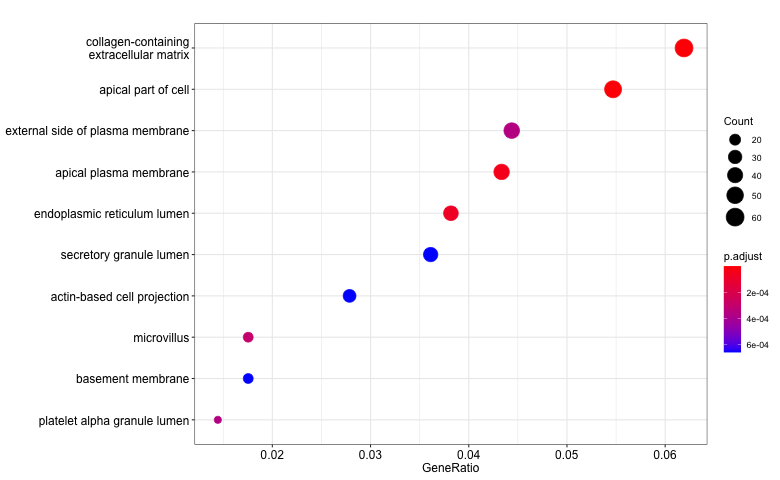 collagen-containing
extracellular matrix
apical part of cell
external side of plasma membrane
apical plasma membrane
endoplasmic reticulum lumen
secretory granule lumen
actin-based cell projection
microvillus
basement membrane
platelet alpha granule lumen
0.02 0.03 0.04 0.05 0.06
GeneRatio
Count
20
30
40
50
60
p.adjust
2e-04
4e-04
6e-04